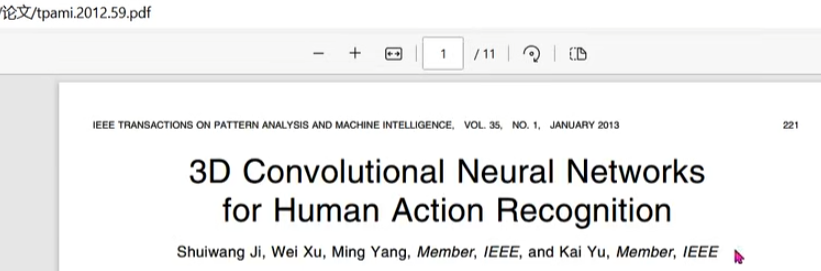 /论文/tpami.2012.59.pdf
1 / 11
IEEE TRANSACTIONS ON PATTERN ANALYSIS AND MACHINE INTELLIGENCE, VOL. 35, NO. 1, JANUARY 2013 221
3D Convolutional Neural Networks
for Human Action Recognition
Shuiwang Ji, Wei Xu, Ming Yang, Member, IEEE, and Kai Yu, Member, IEEE